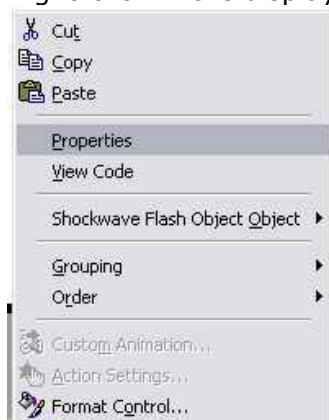 Cut
Copy
Paste
Properties
View Code
Shockwave Flash Object Object
Grouping
Order
Custom Animation...
Action Settings...
Format Control...